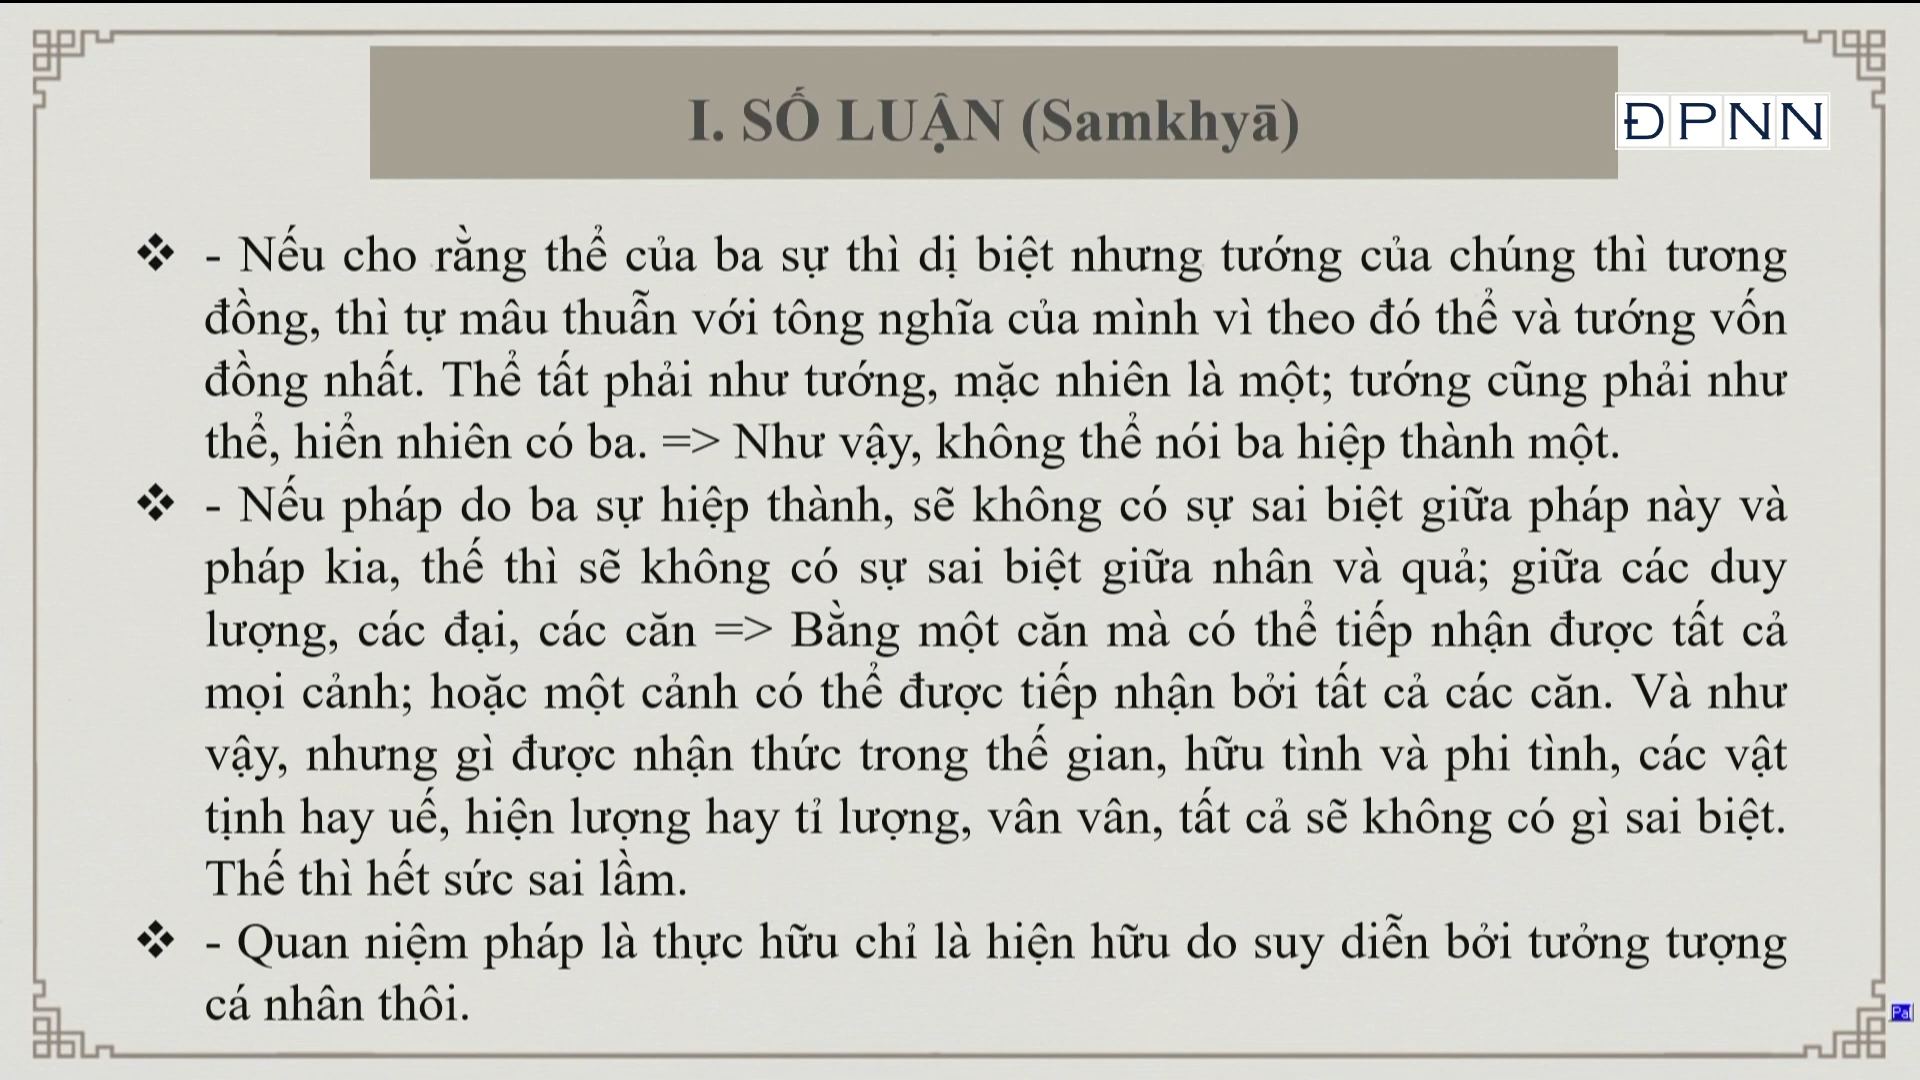 I. SỐ LUẬN (Samkhyā)
ĐPNN
❖ - Nếu cho rằng thể của ba sự thì dị biệt nhưng tướng của chúng thì tương
đồng, thì tự mâu thuẫn với tông nghĩa của mình vì theo đó thể và tướng vốn
đồng nhất. Thể tất phải như tướng, mặc nhiên là một; tướng cũng phải như
thể, hiển nhiên có ba. => Như vậy, không thể nói ba hiệp thành một.
❖ - Nếu pháp do ba sự hiệp thành, sẽ không có sự sai biệt giữa pháp này và
pháp kia, thế thì sẽ không có sự sai biệt giữa nhân và quả; giữa các duy
lượng, các đại, các căn => Bằng một căn mà có thể tiếp nhận được tất cả
mọi cảnh; hoặc một cảnh có thể được tiếp nhận bởi tất cả các căn. Và như
vậy, nhưng gì được nhận thức trong thế gian, hữu tình và phi tình, các vật
tịnh hay uế, hiện lượng hay tỉ lượng, vân vân, tất cả sẽ không có gì sai biệt.
Thế thì hết sức sai lầm.
❖ - Quan niệm pháp là thực hữu chỉ là hiện hữu do suy diễn bởi tưởng tượng
cá nhân thôi.